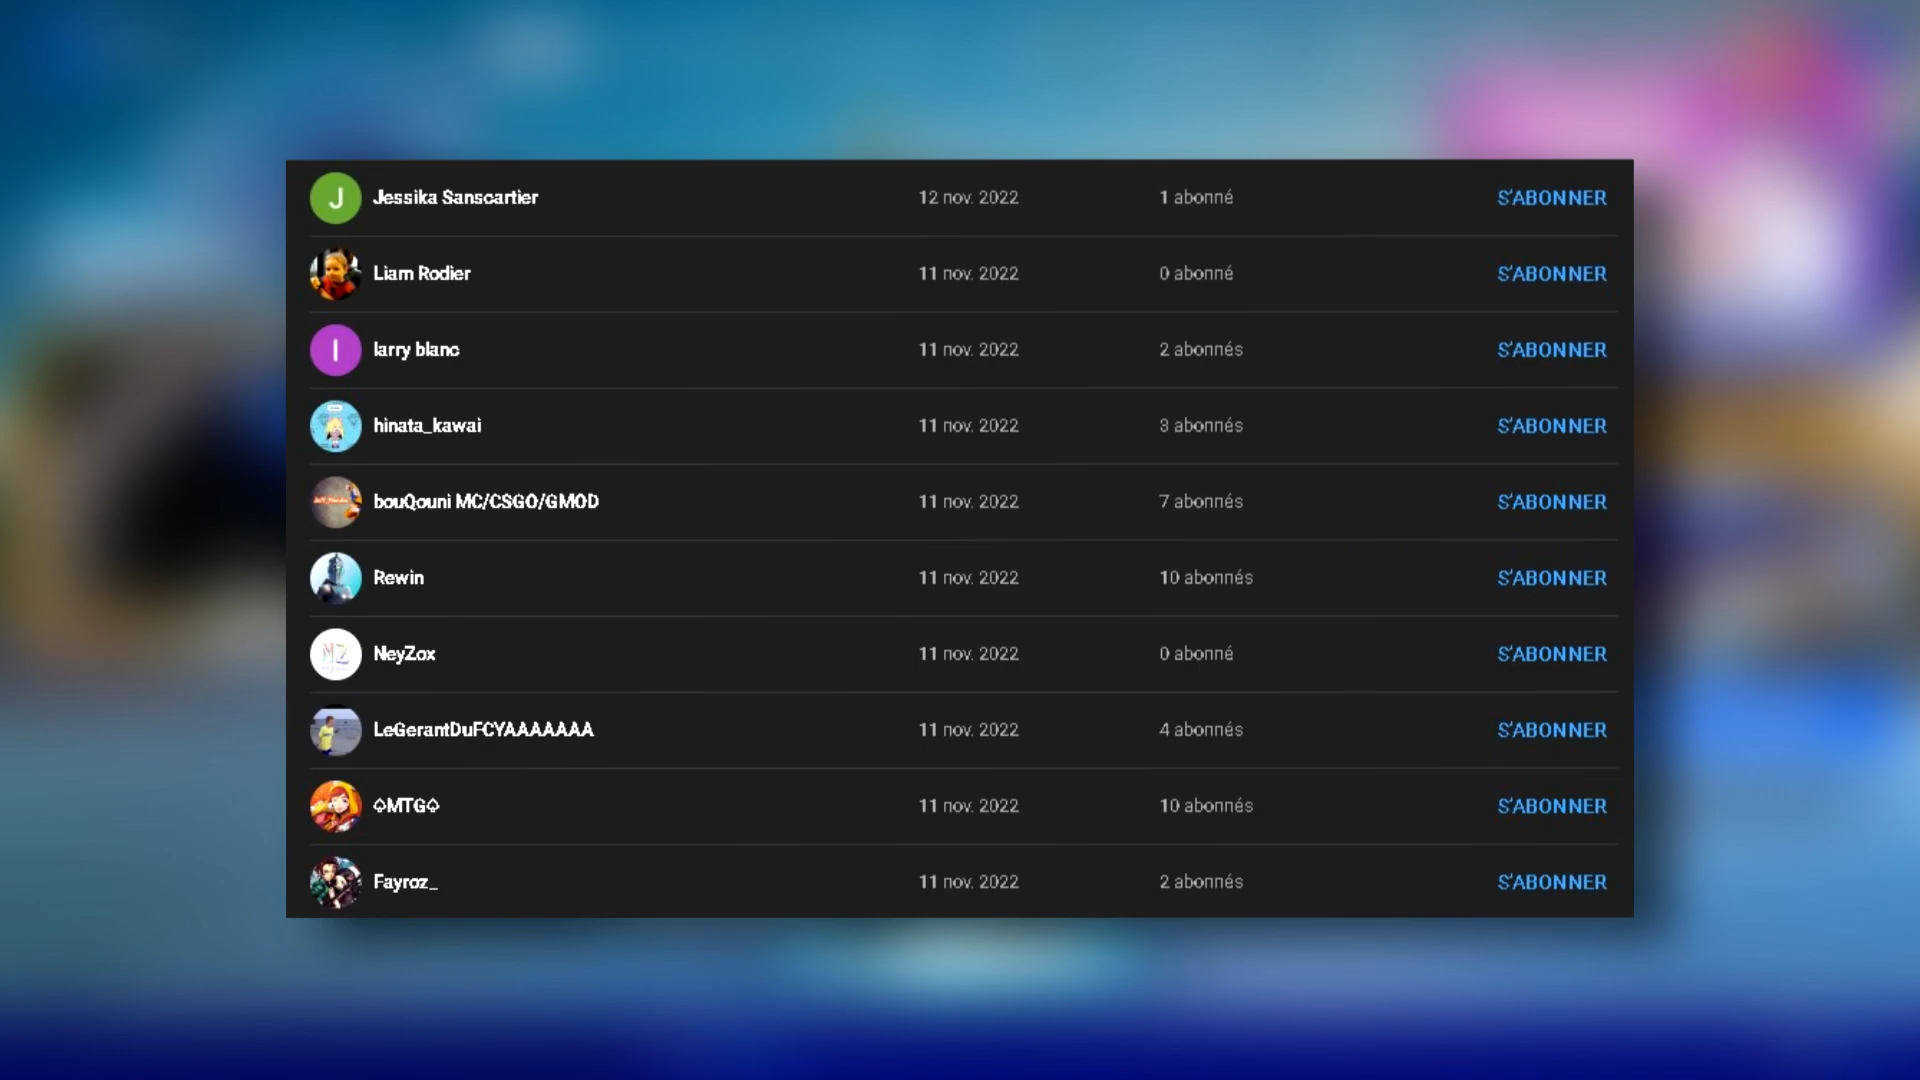 J Jessika Sanscartier 12 nov. 2022 1 abonné S'ABONNER
Liam Rodier 11 nov. 2022 0 abonné S'ABONNER
l larry blanc 11 nov. 2022 2 abonnés S'ABONNER
hinata_kawai 11 nov. 2022 3 abonnés S'ABONNER
bouQouni MC/CSGO/GMOD 11 nov. 2022 7 abonnés S'ABONNER
Rewin 11 nov. 2022 10 abonnés S'ABONNER
NZ NeyZox 11 nov. 2022 0 abonné S'ABONNER
LeGerantDuFCYAAAAAAA 11 nov. 2022 4 abonnés S'ABONNER
♤MTG♤ 11 nov. 2022 10 abonnés S'ABONNER
Fayroz_ 11 nov. 2022 2 abonnés S'ABONNER